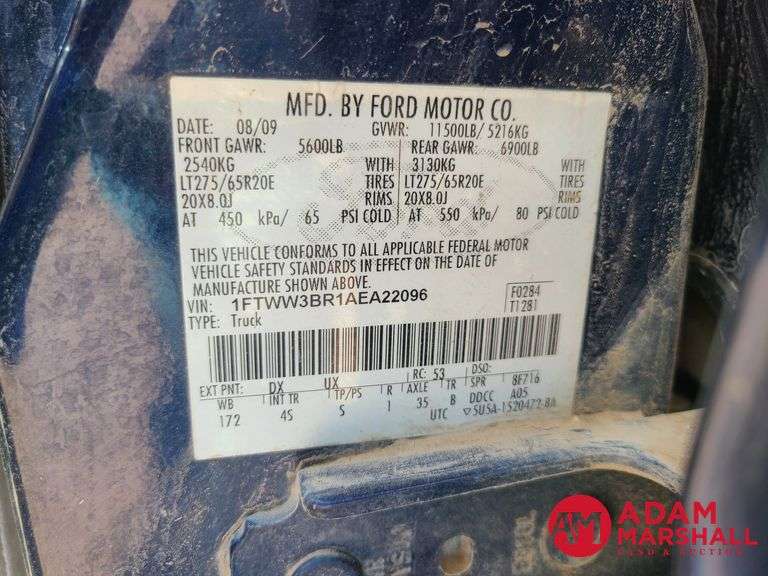 MFD. BY FORD MOTOR CO.
DATE: 08/09 GVWR: 11500LB/ 5216KG
FRONT GAWR: 5600LB REAR GAWR: 6900LB
2540KG WITH 3130KG WITH
LT275/65R20E TIRES LT275/65R20E TIRES
20X8.0J RIMS 20X8.0J RIMS
AT 450 kPa/ 65 PSI COLD AT 550 kPa/ 80 PSI COLD
THIS VEHICLE CONFORMS TO ALL APPLICABLE FEDERAL MOTOR
VEHICLE SAFETY STANDARDS IN EFFECT ON THE DATE OF
MANUFACTURE SHOWN ABOVE.
VIN: 1FTWW3BR1AEA22096 F0284
TYPE: Truck T1281
EXT PNT: DX UX RC: 53 DSO:
WB INT TR TP/PS R AXLE TR SPR 8F716
172 4S S 1 35 B DDCC A05
UTC ▽5U5A-1520472-BA
AM ADAM
MARSHALL
LAND & AUCTION